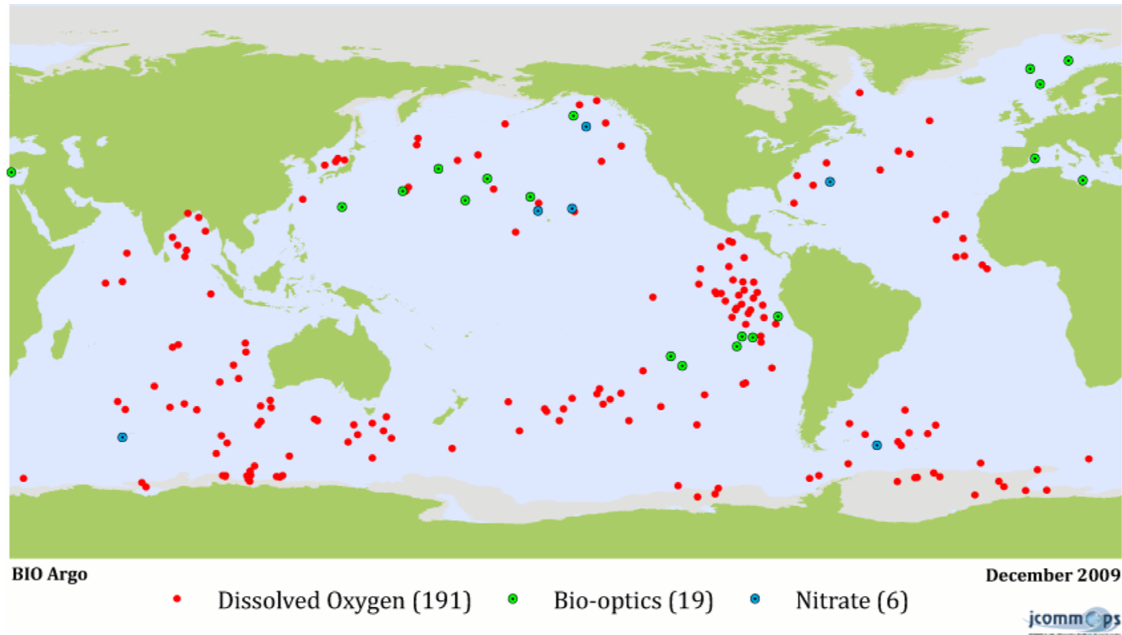 BIO Argo
December 2009
Dissolved Oxygen (191)
Bio-optics (19)
Nitrate (6)
jcommops